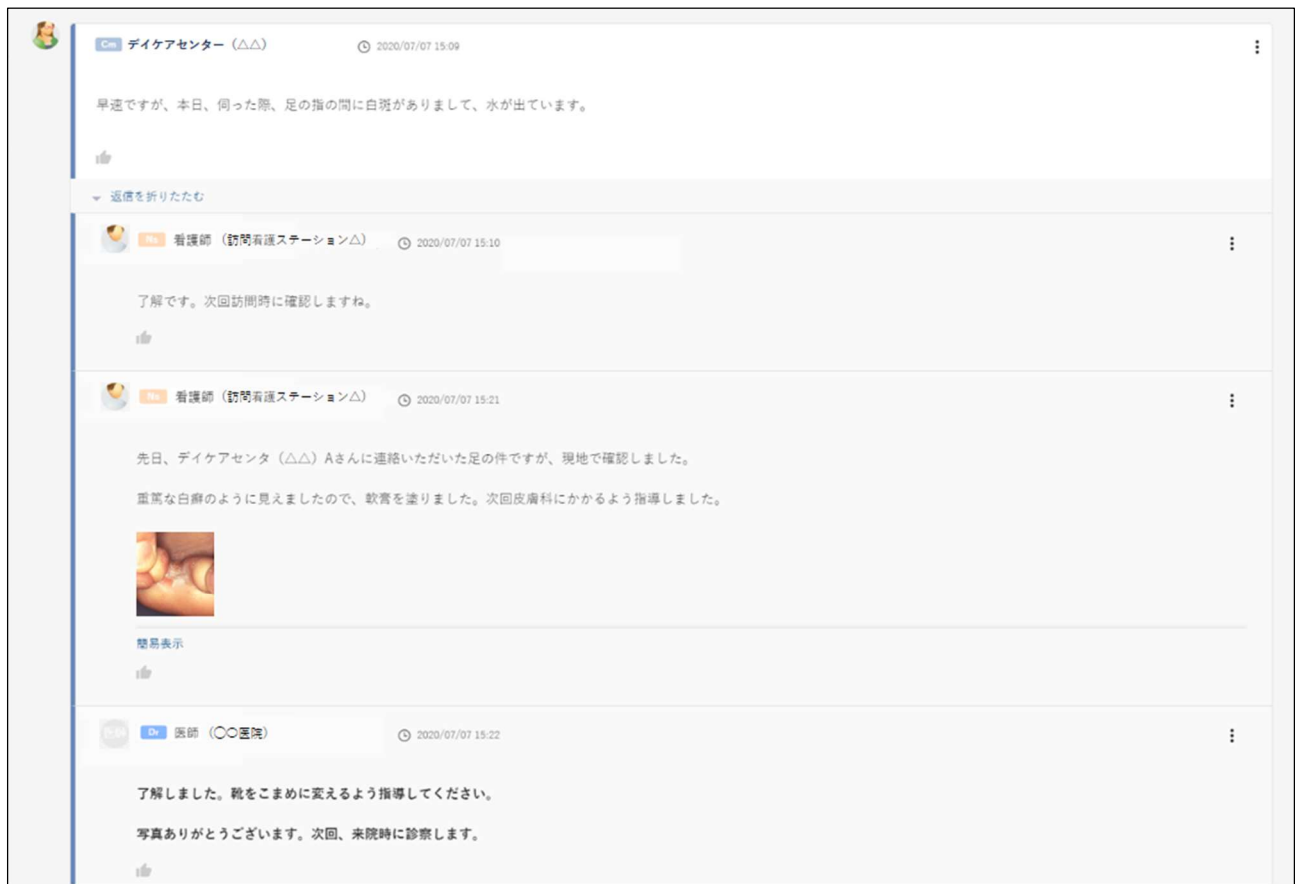 Cm デイケアセンター（△△） 2020/07/07 15:09
早速ですが、本日、伺った際、足の指の間に白斑がありまして、水が出ています。
返信を折りたたむ
Ns 看護師（訪問看護ステーション△） 2020/07/07 15:10
了解です。次回訪問時に確認しますね。
Ns 看護師（訪問看護ステーション△） 2020/07/07 15:21
先日、デイケアセンタ（△△）Aさんに連絡いただいた足の件ですが、現地で確認しました。
重篤な白癬のように見えましたので、軟膏を塗りました。次回皮膚科にかかるよう指導しました。
簡易表示
Dr 医師（〇〇医院） 2020/07/07 15:22
了解しました。靴をこまめに変えるよう指導してください。
写真ありがとうございます。次回、来院時に診察します。